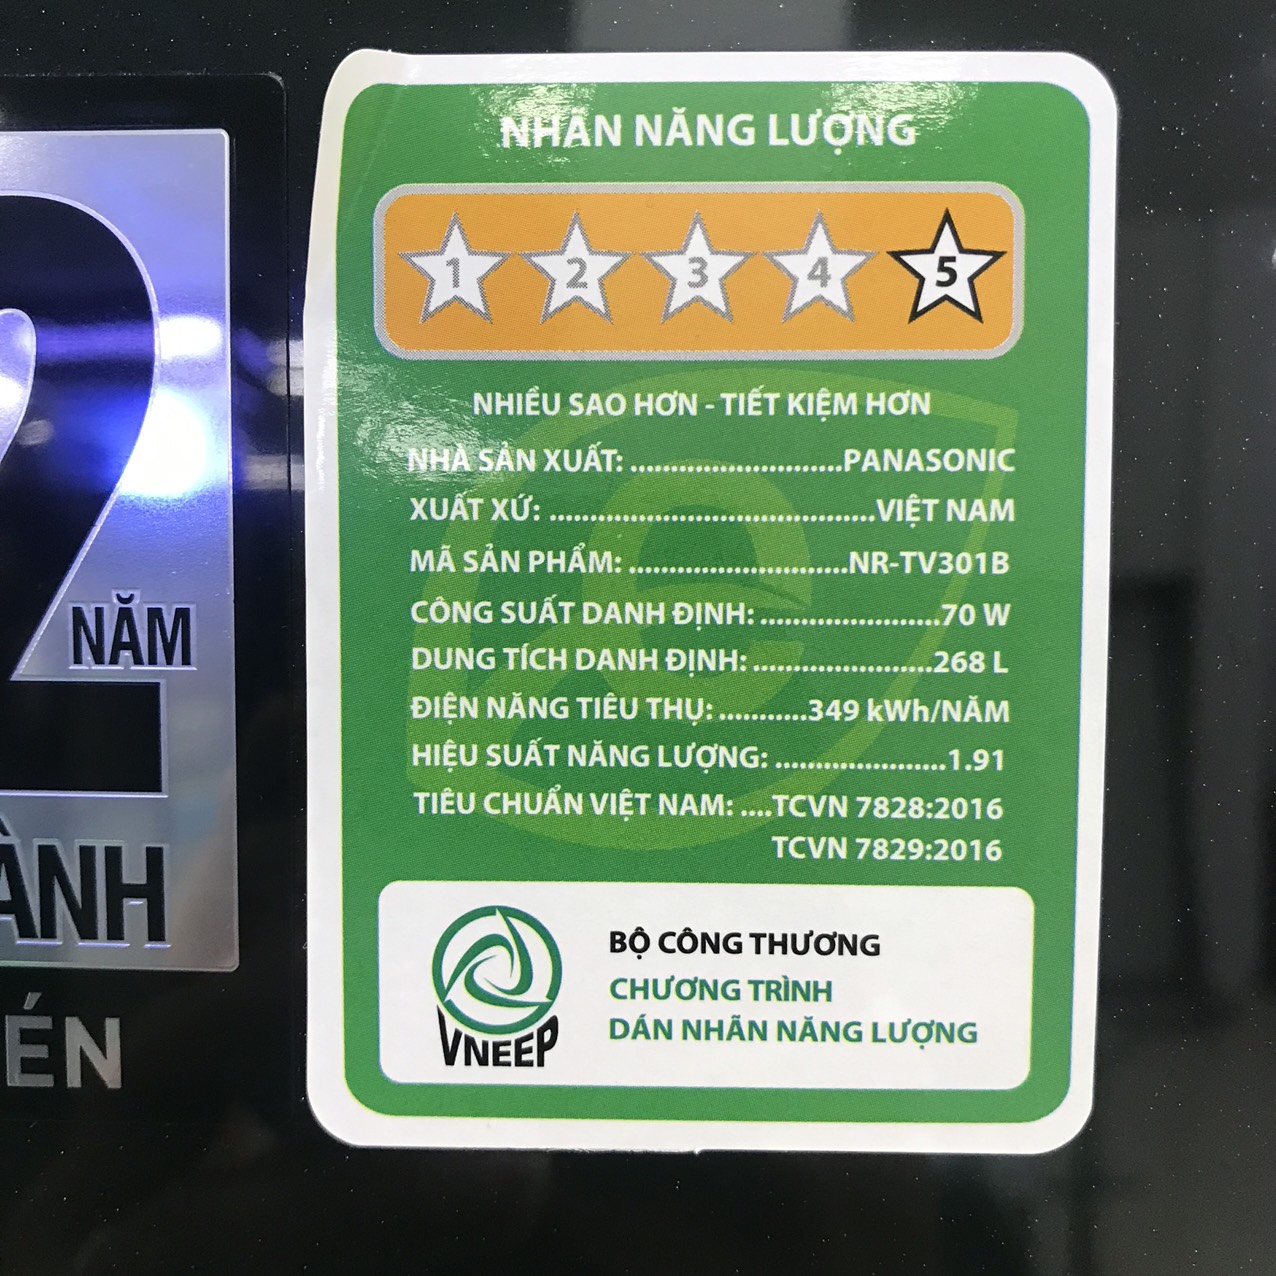 NHÃN NĂNG LƯỢNG
1 2 3 4 5
NHIỀU SAO HƠN - TIẾT KIỆM HƠN
NHÀ SẢN XUẤT: ..........................PANASONIC
XUẤT XỨ: ........................................VIỆT NAM
MÃ SẢN PHẨM: ...........................NR-TV301B
CÔNG SUẤT DANH ĐỊNH: ......................70 W
DUNG TÍCH DANH ĐỊNH: ......................268 L
ĐIỆN NĂNG TIÊU THỤ: ...........349 kWh/NĂM
HIỆU SUẤT NĂNG LƯỢNG: .....................1.91
TIÊU CHUẨN VIỆT NAM: ....TCVN 7828:2016
TCVN 7829:2016
VNEEP
BỘ CÔNG THƯƠNG
CHƯƠNG TRÌNH
DÁN NHÃN NĂNG LƯỢNG
2
NĂM
ÀNH
ÉN